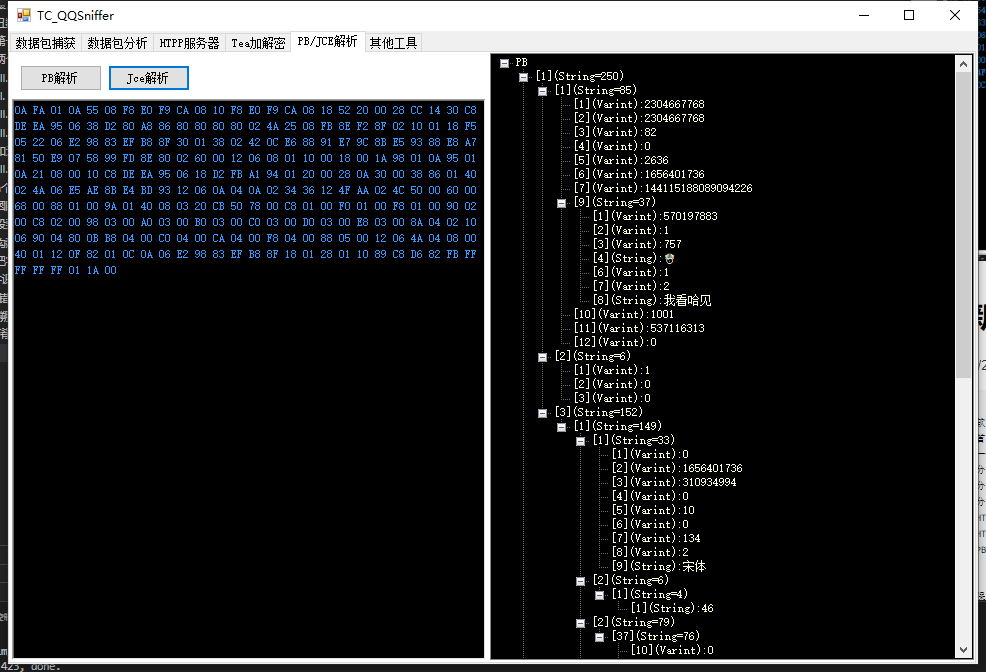 TC_QQSniffer
数据包捕获 数据包分析 HTPP服务器 Tea加解密 PB/JCE解析 其他工具
PB解析 Jce解析
0A FA 01 0A 55 08 F8 E0 F9 CA 08 10 F8 E0 F9 CA 08 18 52 20 00 28 CC 14 30 C8
DE EA 95 06 38 D2 80 A8 86 80 80 80 80 02 4A 25 08 FB 8E F2 8F 02 10 01 18 F5
05 22 06 E2 98 83 EF B8 8F 30 01 38 02 42 0C E6 88 91 E7 9C 8B E5 93 88 E8 A7
81 50 E9 07 58 99 FD 8E 80 02 60 00 12 06 08 01 10 00 18 00 1A 98 01 0A 95 01
0A 21 08 00 10 C8 DE EA 95 06 18 D2 FB A1 94 01 20 00 28 0A 30 00 38 86 01 40
02 4A 06 E5 AE 8B E4 BD 93 12 06 0A 04 0A 02 34 36 12 4F AA 02 4C 50 00 60 00
68 00 88 01 00 9A 01 40 08 03 20 CB 50 78 00 C8 01 00 F0 01 00 F8 01 00 90 02
00 C8 02 00 98 03 00 A0 03 00 B0 03 00 C0 03 00 D0 03 00 E8 03 00 8A 04 02 10
06 90 04 80 0B B8 04 00 C0 04 00 CA 04 00 F8 04 00 88 05 00 12 06 4A 04 08 00
40 01 12 0F 82 01 0C 0A 06 E2 98 83 EF B8 8F 18 01 28 01 10 89 C8 D6 82 FB FF
FF FF FF 01 1A 00
PB
[1](String=250)
[1](String=85)
[1](Varint):2304667768
[2](Varint):2304667768
[3](Varint):82
[4](Varint):0
[5](Varint):2636
[6](Varint):1656401736
[7](Varint):144115188089094226
[9](String=37)
[1](Varint):570197883
[2](Varint):1
[3](Varint):757
[4](String):☃️
[6](Varint):1
[7](Varint):2
[8](String):我看哈见
[10](Varint):1001
[11](Varint):537116313
[12](Varint):0
[2](String=6)
[1](Varint):1
[2](Varint):0
[3](Varint):0
[3](String=152)
[1](String=149)
[1](String=33)
[1](Varint):0
[2](Varint):1656401736
[3](Varint):310934994
[4](Varint):0
[5](Varint):10
[6](Varint):0
[7](Varint):134
[8](Varint):2
[9](String):宋体
[2](String=6)
[1](String=4)
[1](String):46
[2](String=79)
[37](String=76)
[10](Varint):0
423, done.